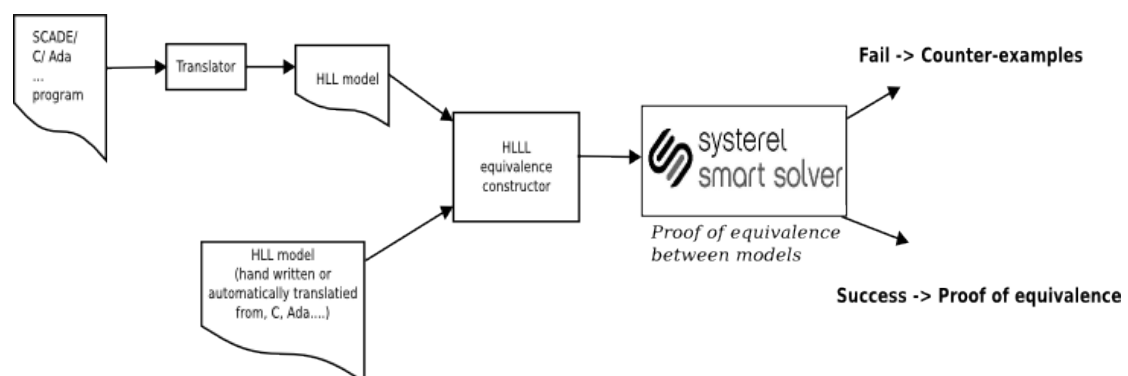 SCADE/
C/ Ada
...
program
Translator
HLL model
HLLL
equivalence
constructor
HLL model
(hand written or
automatically translatied
from, C, Ada....)
systerel
smart solver
Proof of equivalence
between models
Fail -> Counter-examples
Success -> Proof of equivalence